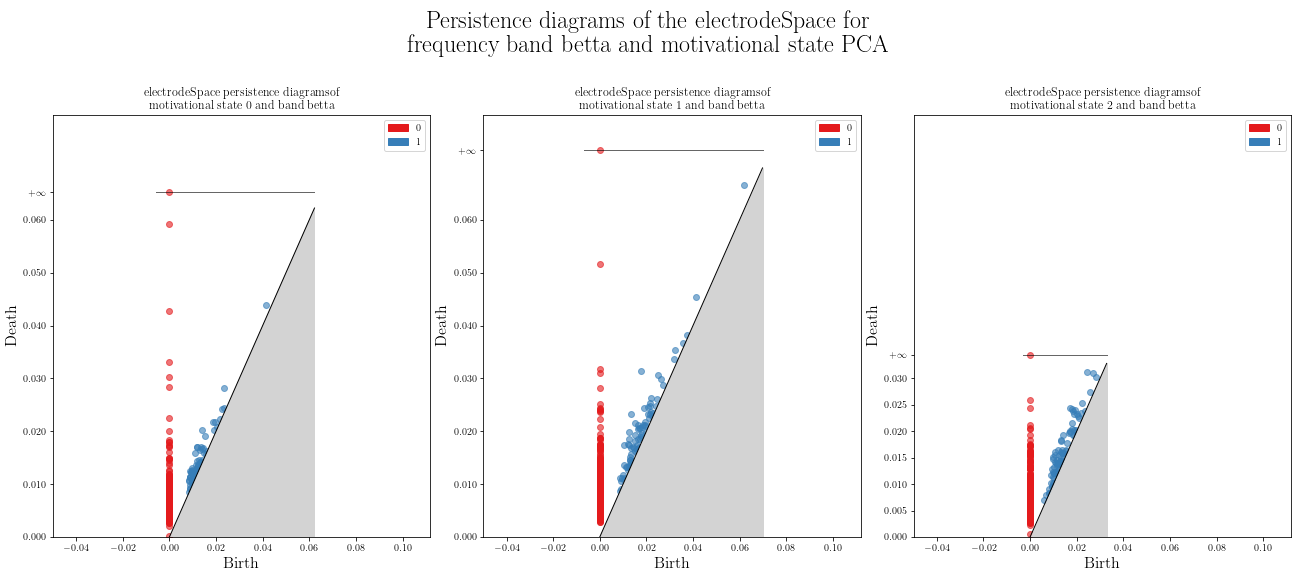 Persistence diagrams of the electrodeSpace for
frequency band betta and motivational state PCA
electrodeSpace persistence diagramsof
motivational state 0 and band betta
0
1
+∞
0.060
0.050
0.040
0.030
0.020
0.010
0.000
Death
−0.04 −0.02 0.00 0.02 0.04 0.06 0.08 0.10
Birth
electrodeSpace persistence diagramsof
motivational state 1 and band betta
0
1
+∞
0.060
0.050
0.040
0.030
0.020
0.010
0.000
Death
−0.04 −0.02 0.00 0.02 0.04 0.06 0.08 0.10
Birth
electrodeSpace persistence diagramsof
motivational state 2 and band betta
0
1
+∞
0.030
0.025
0.020
0.015
0.010
0.005
0.000
Death
−0.04 −0.02 0.00 0.02 0.04 0.06 0.08 0.10
Birth